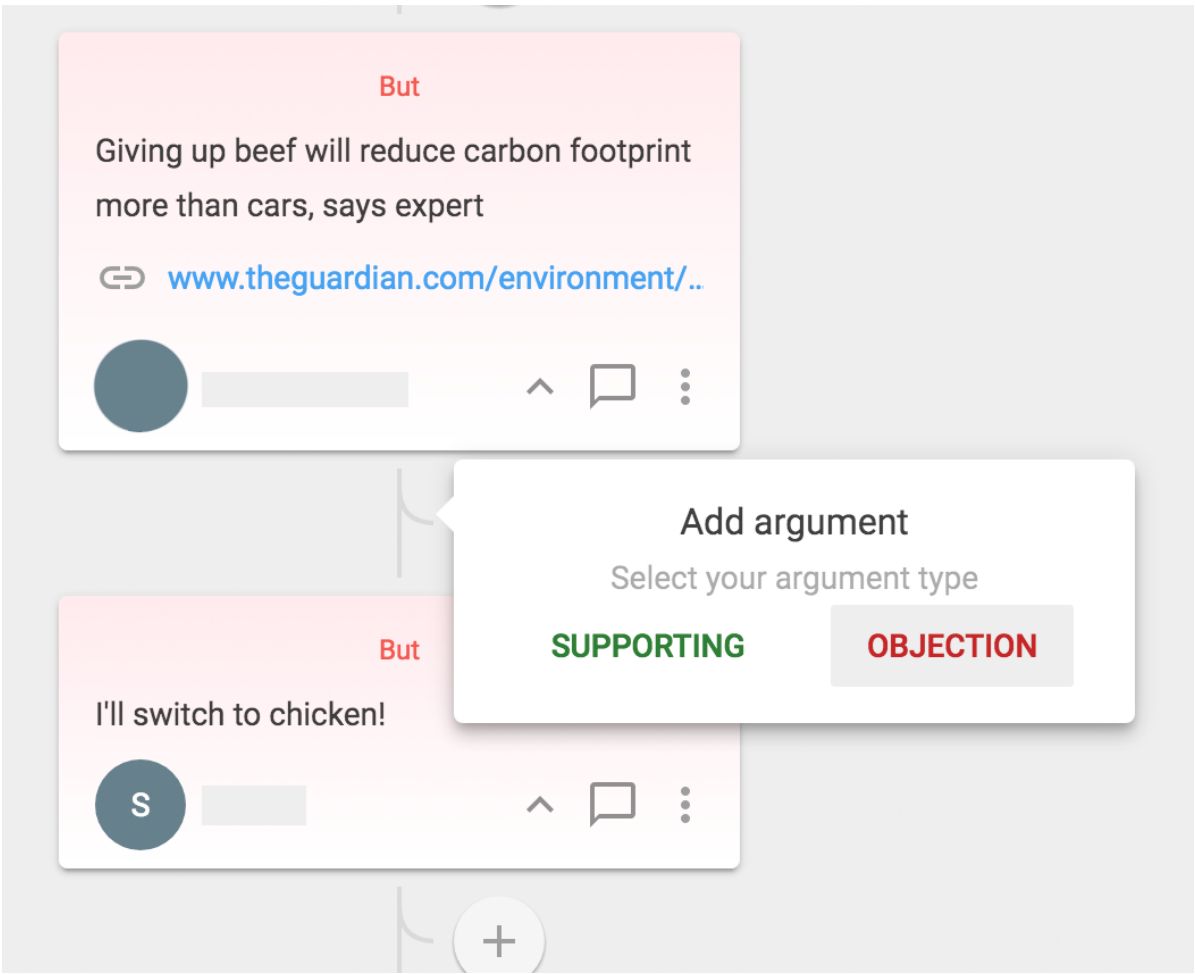 But
Giving up beef will reduce carbon footprint
more than cars, says expert
www.theguardian.com/environment/...
Add argument
Select your argument type
SUPPORTING OBJECTION
But
I'll switch to chicken!
S